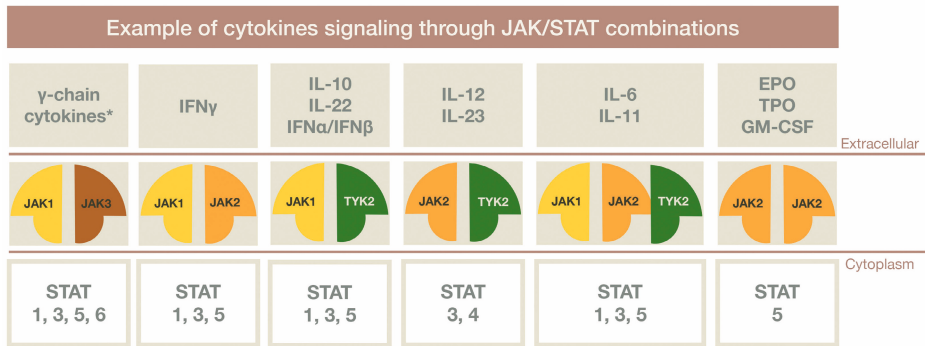 Example of cytokines signaling through JAK/STAT combinations
γ-chain
cytokines*
IFNγ
IL-10
IL-22
IFNα/IFNβ
IL-12
IL-23
IL-6
IL-11
EPO
TPO
GM-CSF
Extracellular
JAK1 JAK3
JAK1 JAK2
JAK1 TYK2
JAK2 TYK2
JAK1 JAK2 TYK2
JAK2 JAK2
Cytoplasm
STAT
1, 3, 5, 6
STAT
1, 3, 5
STAT
1, 3, 5
STAT
3, 4
STAT
1, 3, 5
STAT
5